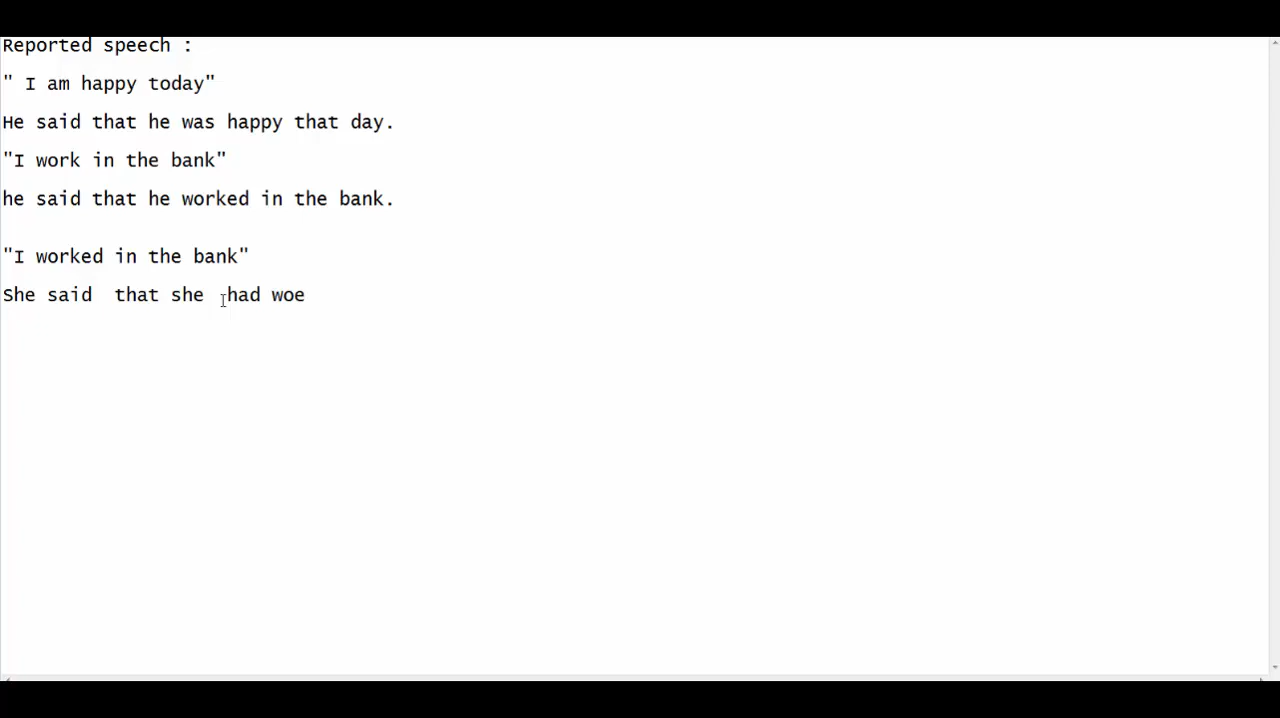 Reported speech :
" I am happy today"
He said that he was happy that day.
"I work in the bank"
he said that he worked in the bank.
"I worked in the bank"
She said  that she  had woe